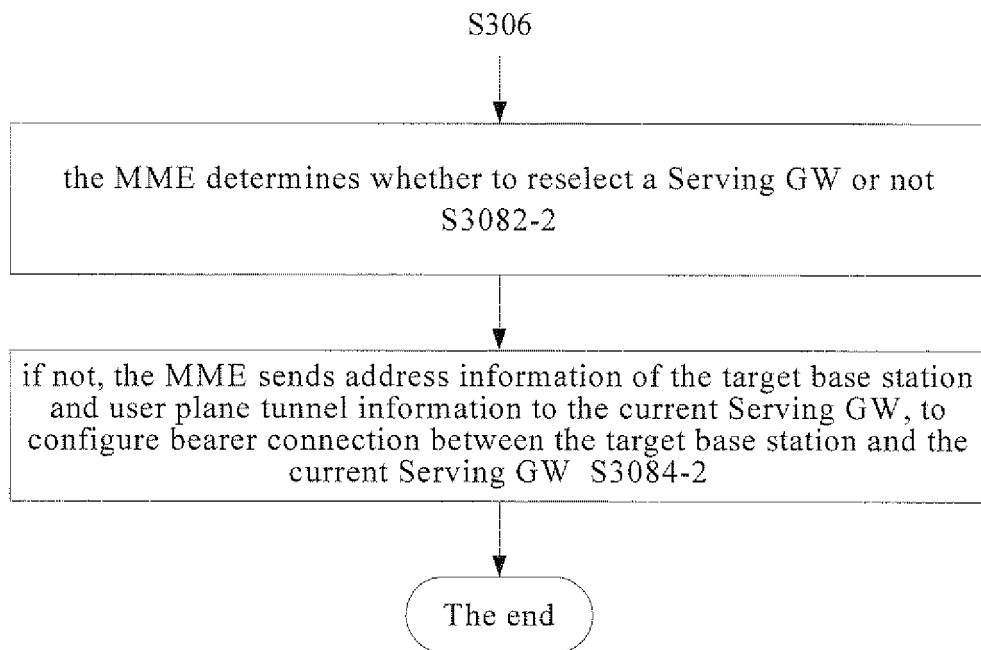 S306
the MME determines whether to reselect a Serving GW or not
S3082-2
if not, the MME sends address information of the target base station
and user plane tunnel information to the current Serving GW, to
configure bearer connection between the target base station and the
current Serving GW S3084-2
The end